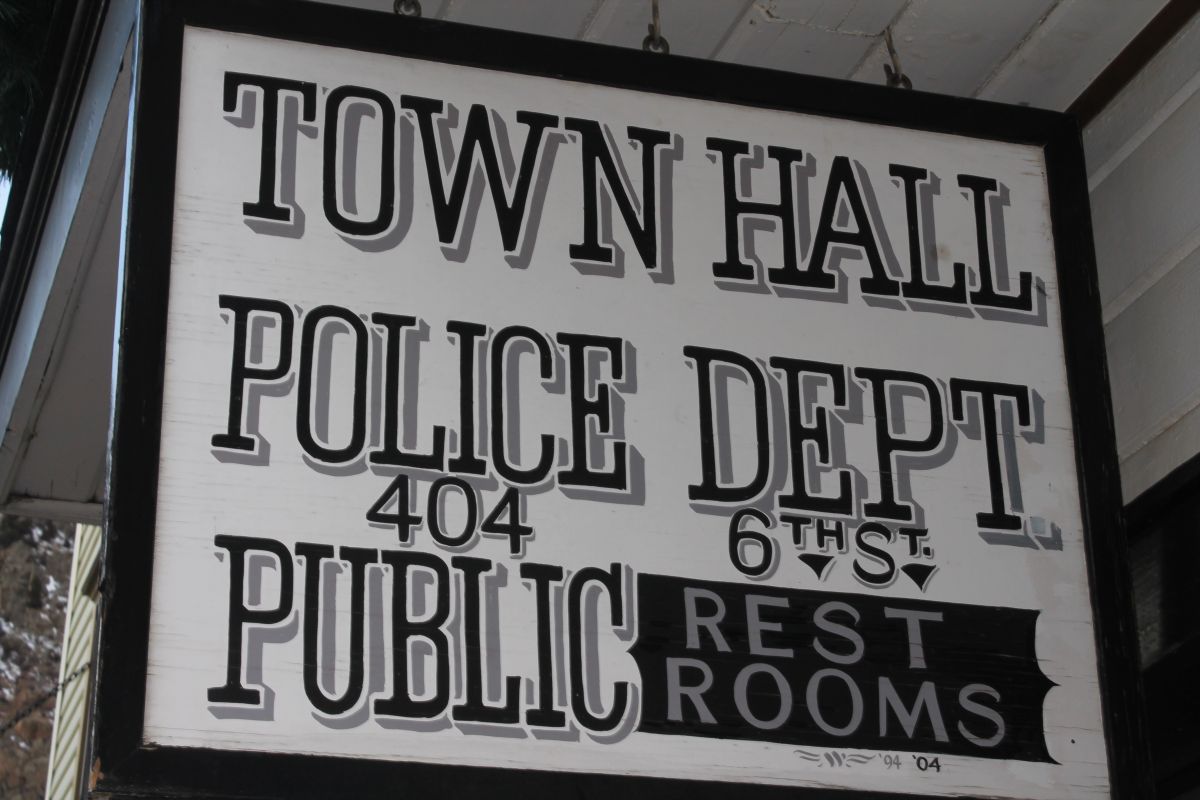 TOWN HALL
POLICE DEPT.
404 6TH ST.
PUBLIC REST
ROOMS
W '94 '04